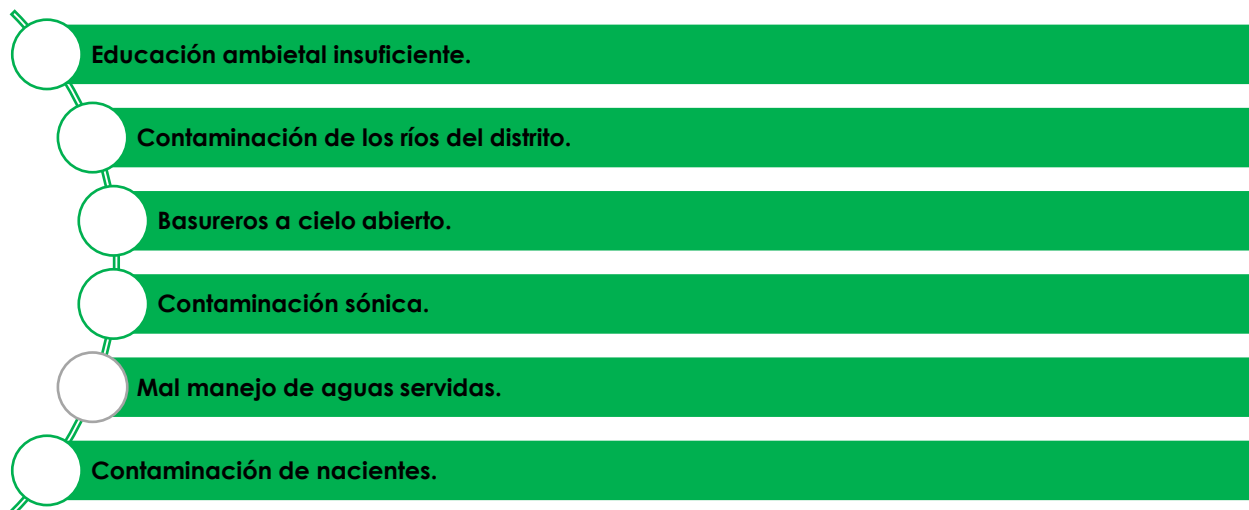 Educación ambietal insuficiente.
Contaminación de los ríos del distrito.
Basureros a cielo abierto.
Contaminación sónica.
Mal manejo de aguas servidas.
Contaminación de nacientes.